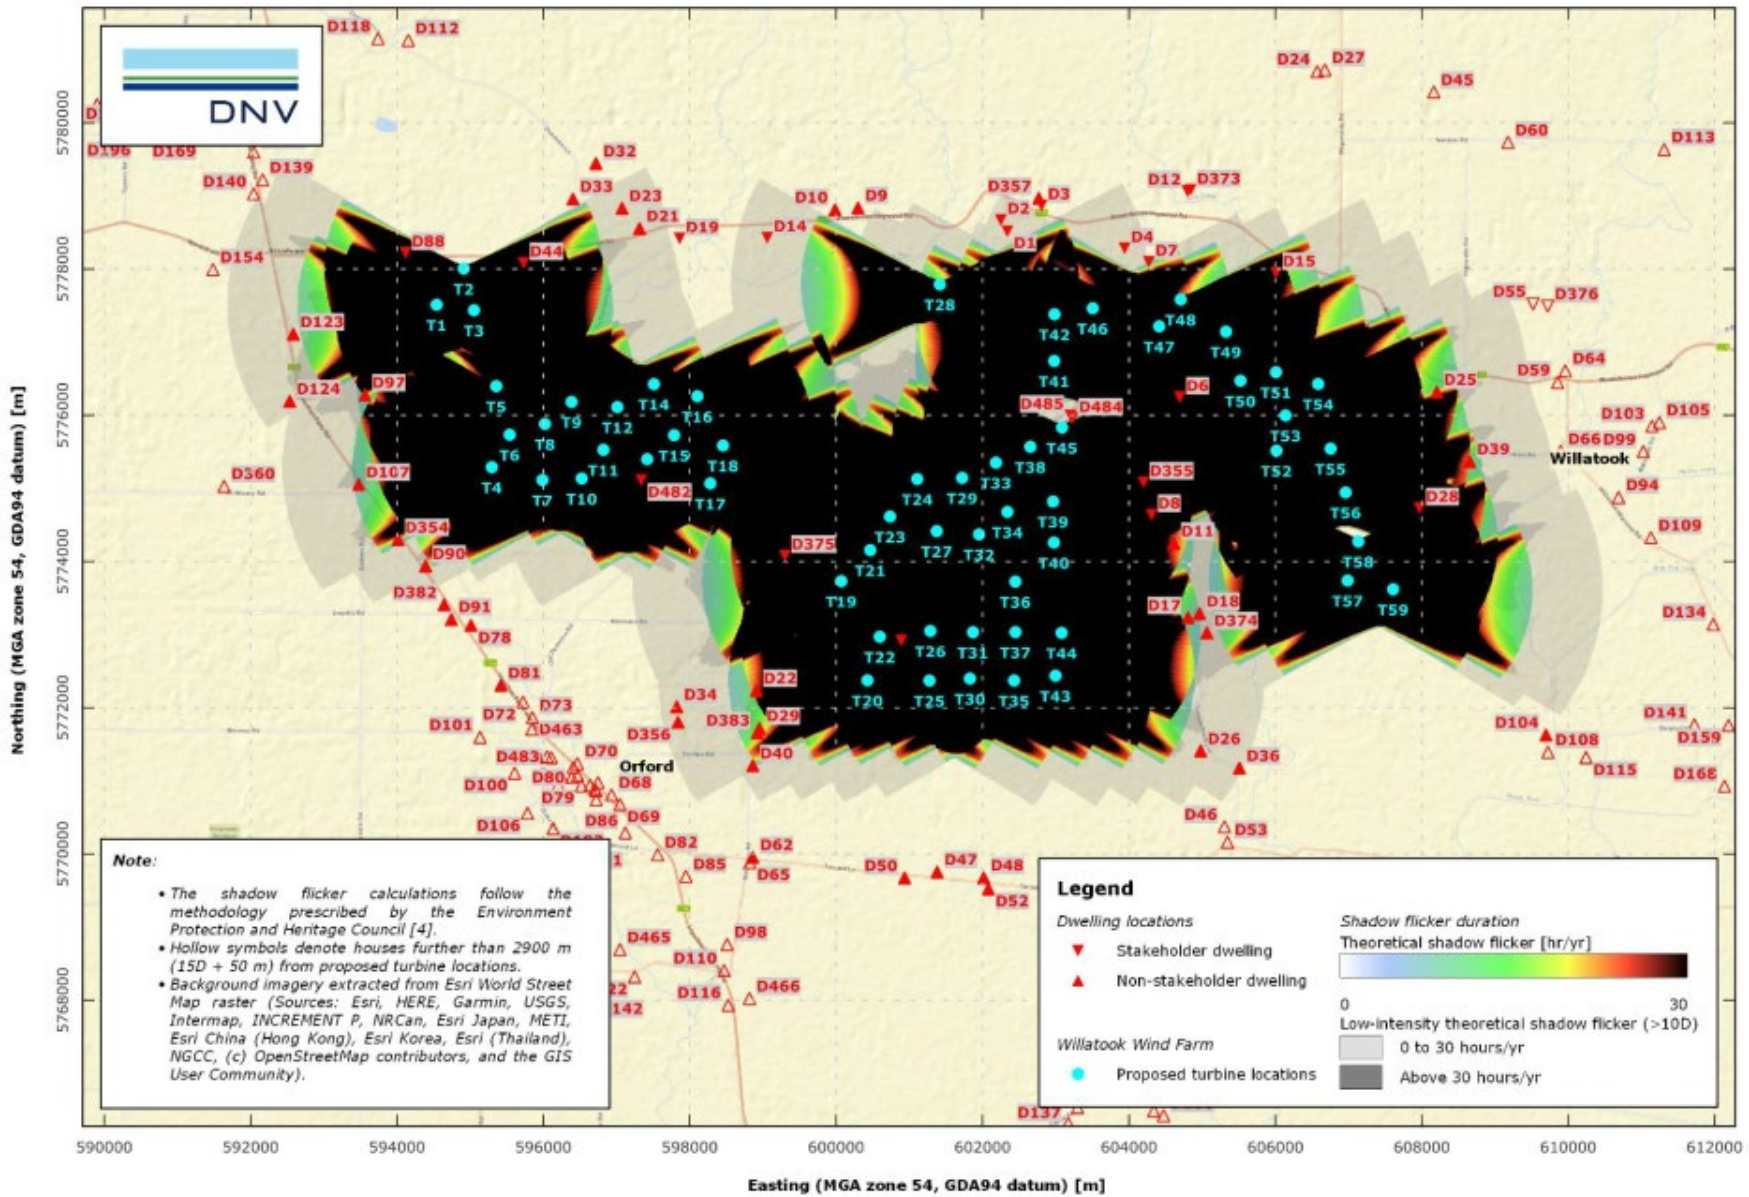 D118
D112
D24
D27
D45
DNV
D60
D113
D196
D169
D139
D140
D32
D33
D23
D21
D19
D14
D10
D9
D357
D3
D2
D1
D12
D373
D4
D7
D15
D154
D88
D44
D55
D376
T2
T1
T3
T28
T42
T46
T48
T47
T49
D123
D124
D97
T5
T14
T16
T9
T12
T8
T6
T11
T15
T18
T4
T7
T10
T17
D482
T41
D6
D485
D484
T45
T51
T50
T54
T53
T52
T55
D64
D59
D25
D103
D105
D66
D99
Willatook
D39
D94
D360
D107
D355
D8
D28
D109
T38
T33
T24
T29
T39
T34
T23
T27
T32
T40
T21
T19
T36
T56
T58
T57
T59
D354
D90
D375
D11
D382
D91
D78
D17
D18
D374
D134
T22
T26
T31
T37
T44
T20
T25
T30
T35
T43
D81
D34
D22
D73
D72
D101
D463
D356
D383
D29
D40
D26
D36
D104
D108
D115
D141
D159
D168
D483
D70
Orford
D100
D80
D68
D79
D86
D69
D106
D46
D53
D82
D62
D85
D65
D50
D47
D48
D52
D98
D465
D110
D116
D466
142
D137
Note:
• The shadow flicker calculations follow the
methodology prescribed by the Environment
Protection and Heritage Council [4].
• Hollow symbols denote houses further than 2900 m
(15D + 50 m) from proposed turbine locations.
• Background imagery extracted from Esri World Street
Map raster (Sources: Esri, HERE, Garmin, USGS,
Intermap, INCREMENT P, NRCan, Esri Japan, METI,
Esri China (Hong Kong), Esri Korea, Esri (Thailand),
NGCC, (c) OpenStreetMap contributors, and the GIS
User Community).
Legend
Dwelling locations
Stakeholder dwelling
Non-stakeholder dwelling
Willatook Wind Farm
Proposed turbine locations
Shadow flicker duration
Theoretical shadow flicker [hr/yr]
0 30
Low-intensity theoretical shadow flicker (>10D)
0 to 30 hours/yr
Above 30 hours/yr
5780000
5778000
5776000
5774000
5772000
5770000
5768000
Northing (MGA zone 54, GDA94 datum) [m]
590000 592000 594000 596000 598000 600000 602000 604000 606000 608000 610000 612000
Easting (MGA zone 54, GDA94 datum) [m]